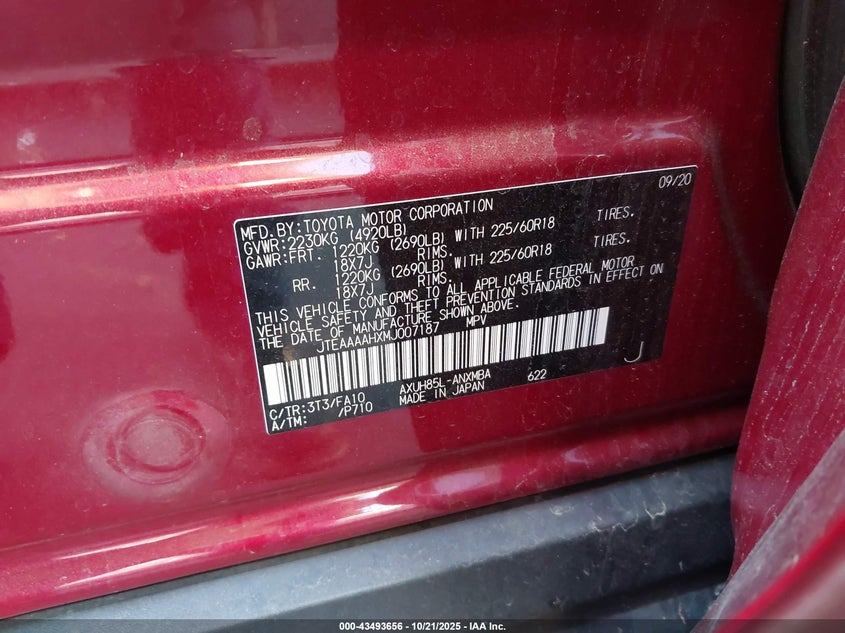 09/20
MFD.BY:TOYOTA MOTOR CORPORATION
GVWR:2230KG (4920LB)
GAWR:FRT. 1220KG (2690LB) WITH 225/60R18 TIRES.
18X7J RIMS.
RR. 1220KG (2690LB) WITH 225/60R18 TIRES.
18X7J RIMS.
THIS VEHICLE CONFORMS TO ALL APPLICABLE FEDERAL MOTOR
VEHICLE SAFETY AND THEFT PREVENTION STANDARDS IN EFFECT ON
THE DATE OF MANUFACTURE SHOWN ABOVE.
JTEAAAAHXMJ007187 MPV
J
C/TR:3T3/FA10 AXUH85L-ANXMBA 622
A/TM: /P710 MADE IN JAPAN
000-43493656 - 10/21/2025 - IAA Inc.